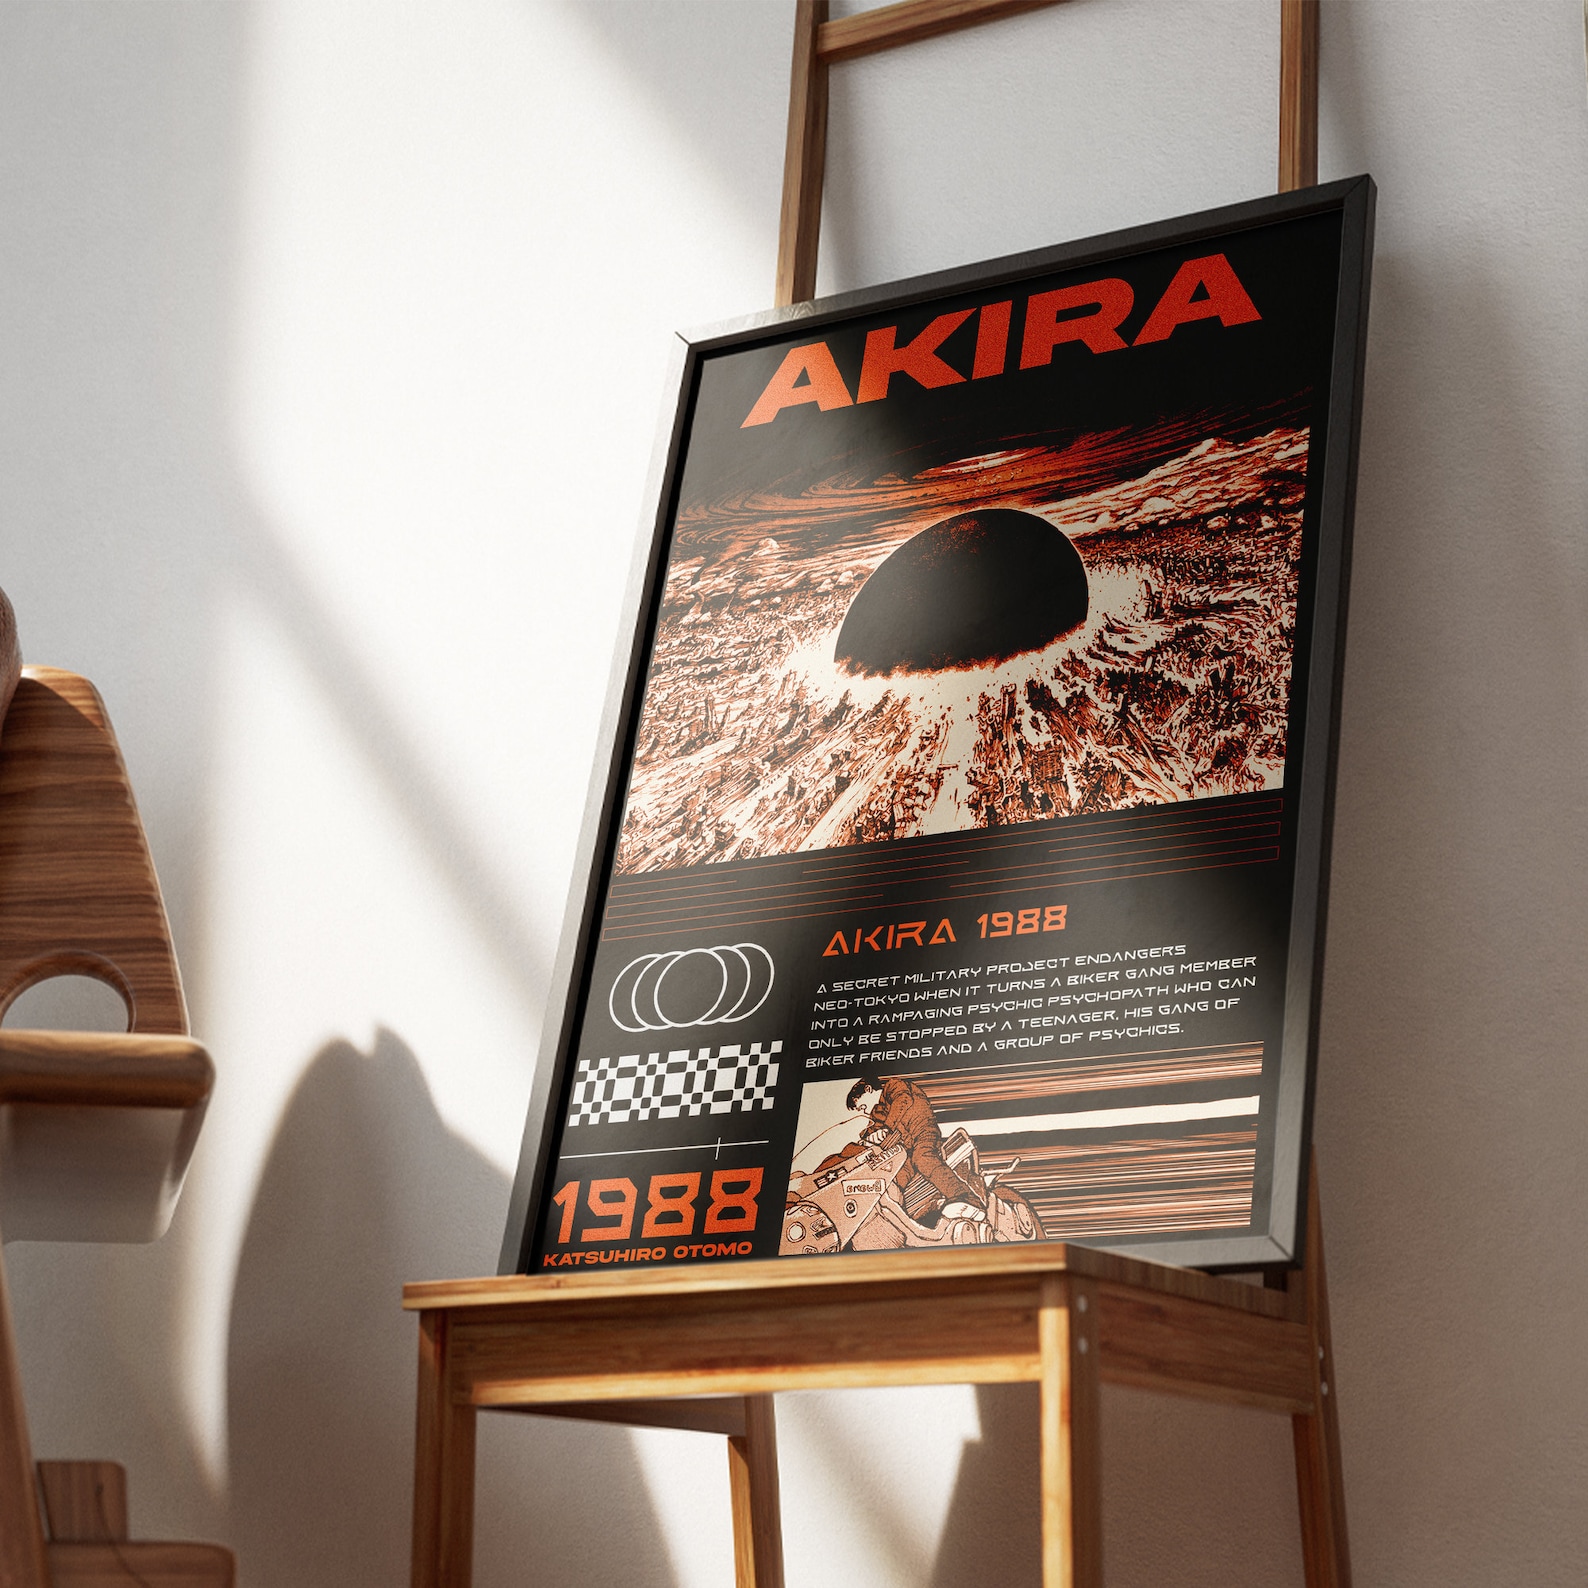 AKIRA
AKIRA 1988
A SECRET MILITARY PROJECT ENDANGERS
NEO-TOKYO WHEN IT TURNS A BIKER GANG MEMBER
INTO A RAMPAGING PSYCHIC PSYCHOPATH WHO CAN
ONLY BE STOPPED BY A TEENAGER, HIS GANG OF
BIKER FRIENDS AND A GROUP OF PSYCHICS.
1988
KATSUHIRO OTOMO